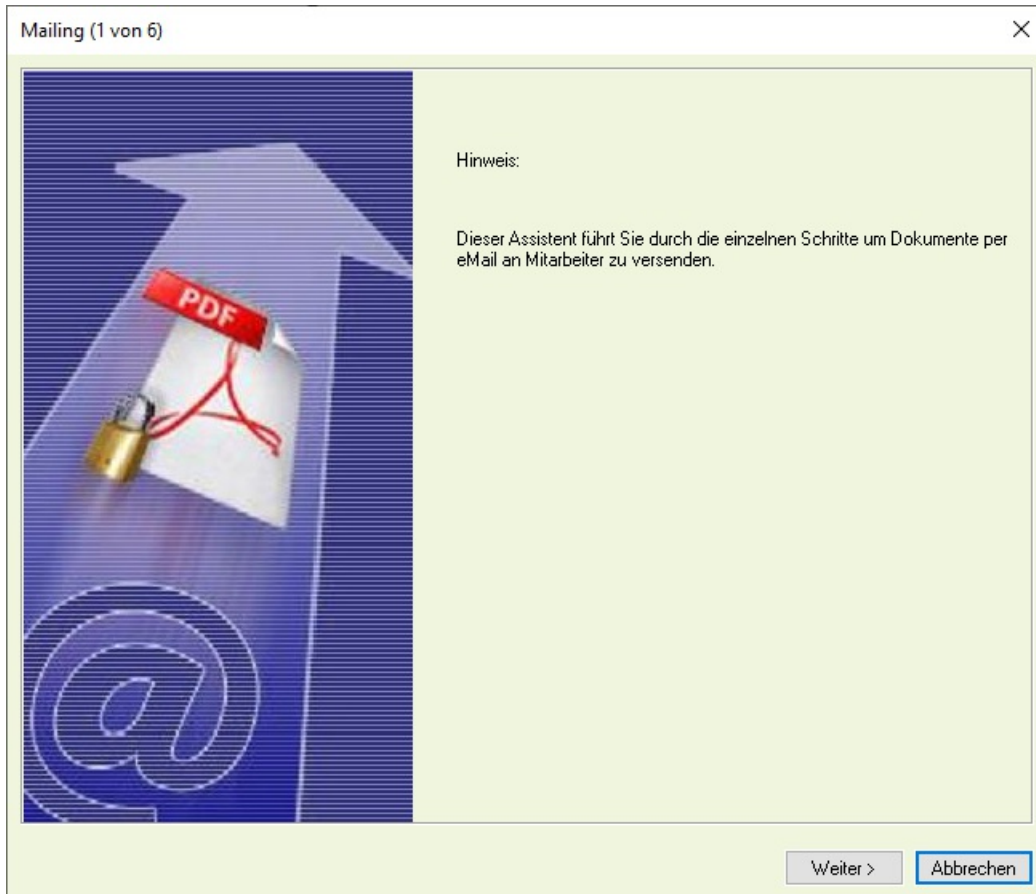 Mailing (1 von 6)
PDF
Hinweis:
Dieser Assistent führt Sie durch die einzelnen Schritte um Dokumente per
eMail an Mitarbeiter zu versenden.
@
Weiter >
Abbrechen